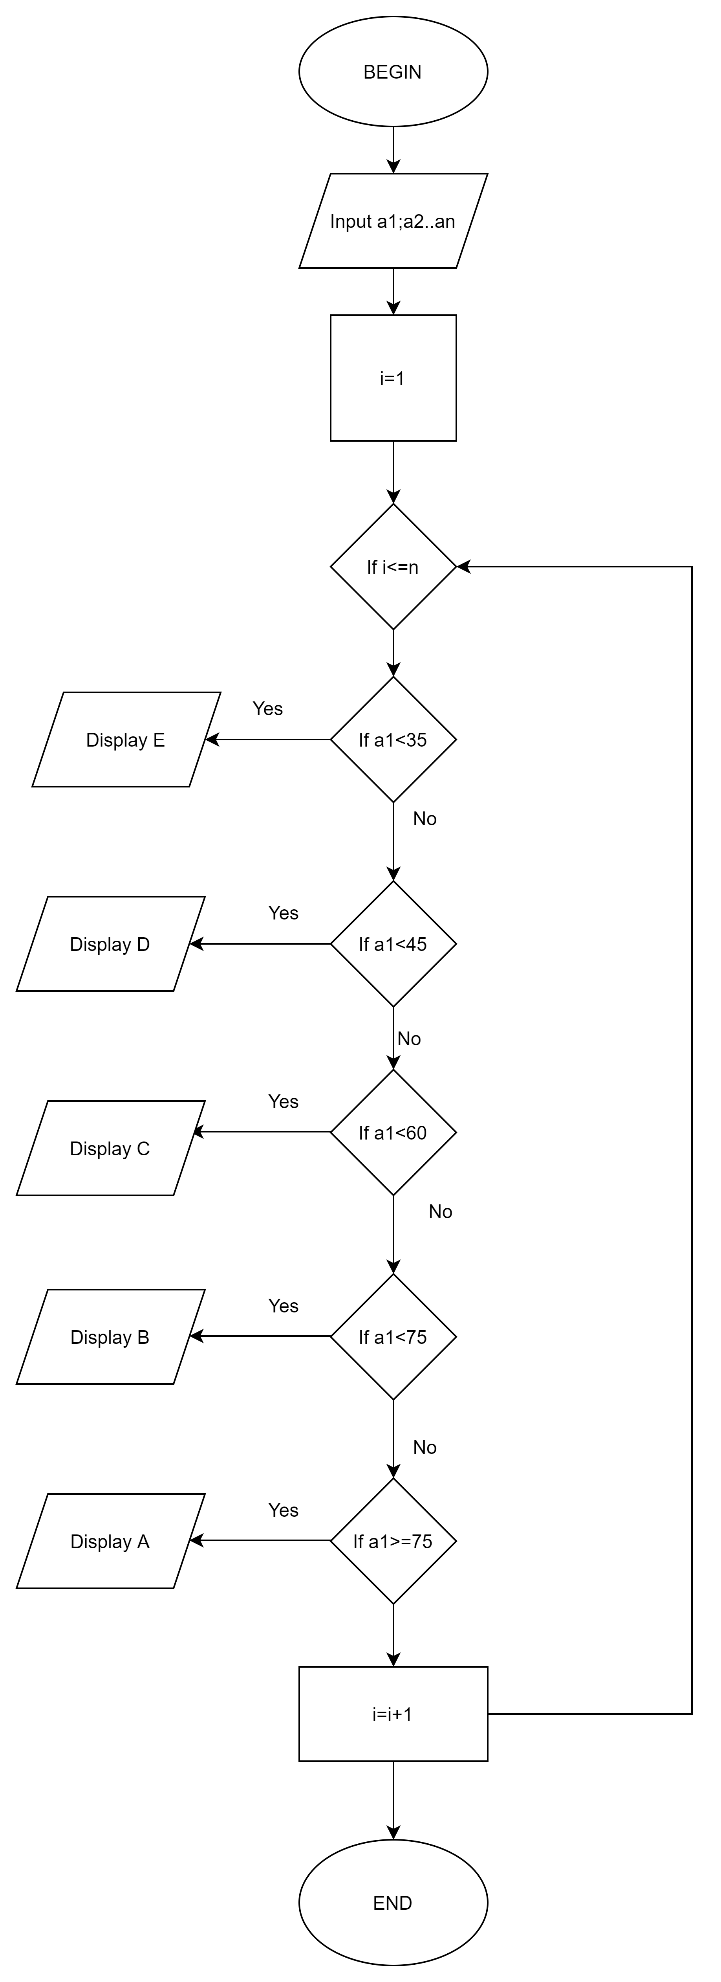 BEGIN
Input a1;a2..an
i=1
If i<=n
Yes
Display E
If a1<35
No
Yes
Display D
If a1<45
No
Yes
Display C
If a1<60
No
Yes
Display B
If a1<75
No
Yes
Display A
If a1>=75
i=i+1
END